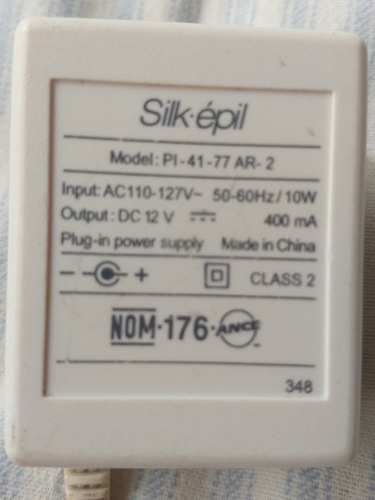 Silk·épil
Model: PI-41-77 AR-2
Input: AC110-127V~ 50-60Hz/10W
Output: DC 12 V ⎓ 400 mA
Plug-in power supply Made in China
- + CLASS 2
NOM·176·ANCE
348